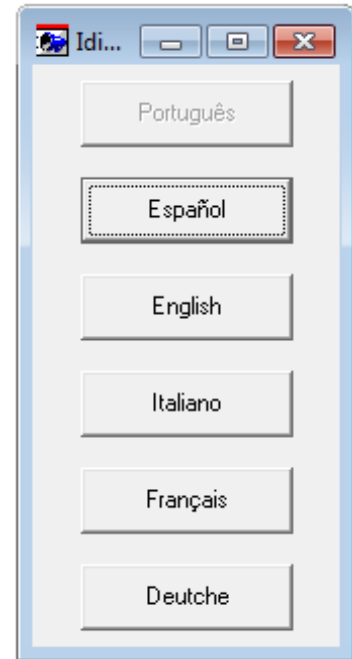 Idi...
Português
Español
English
Italiano
Français
Deutche